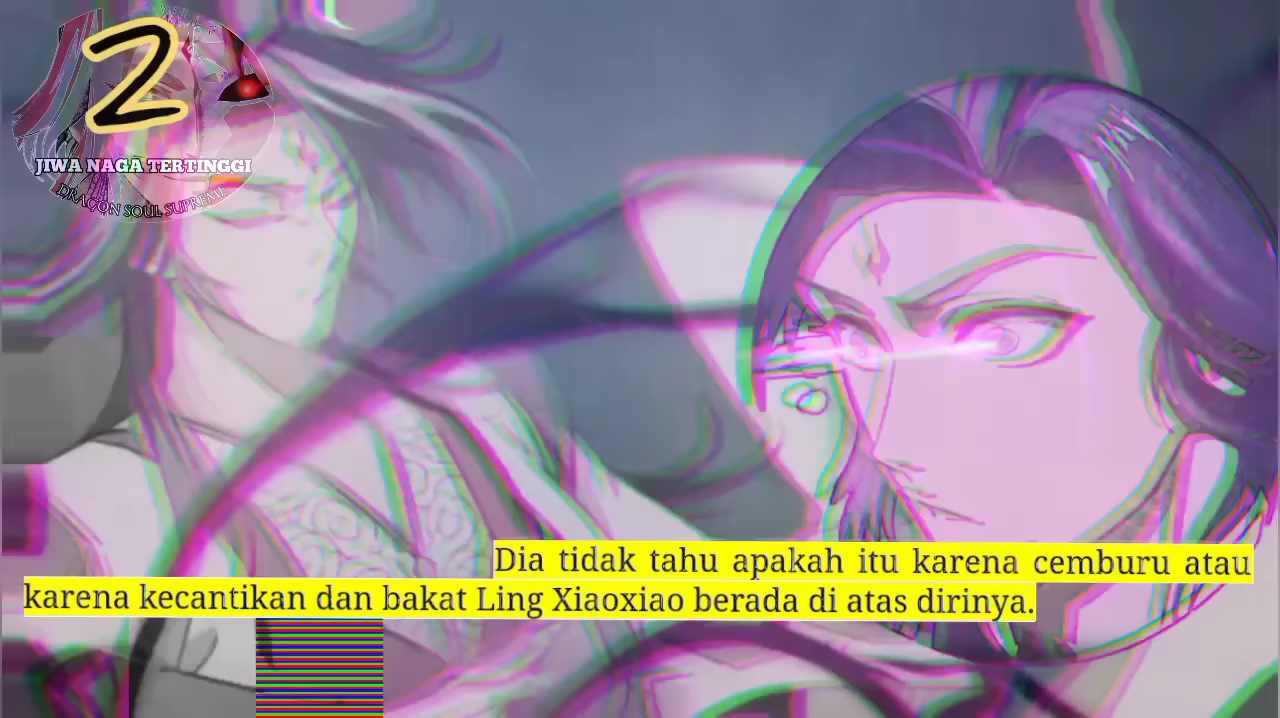 2
JIWA NAGA TERTINGGI
DRAGON SOUL SUPREME
Dia tidak tahu apakah itu karena cemburu atau
karena kecantikan dan bakat Ling Xiaoxiao berada di atas dirinya.